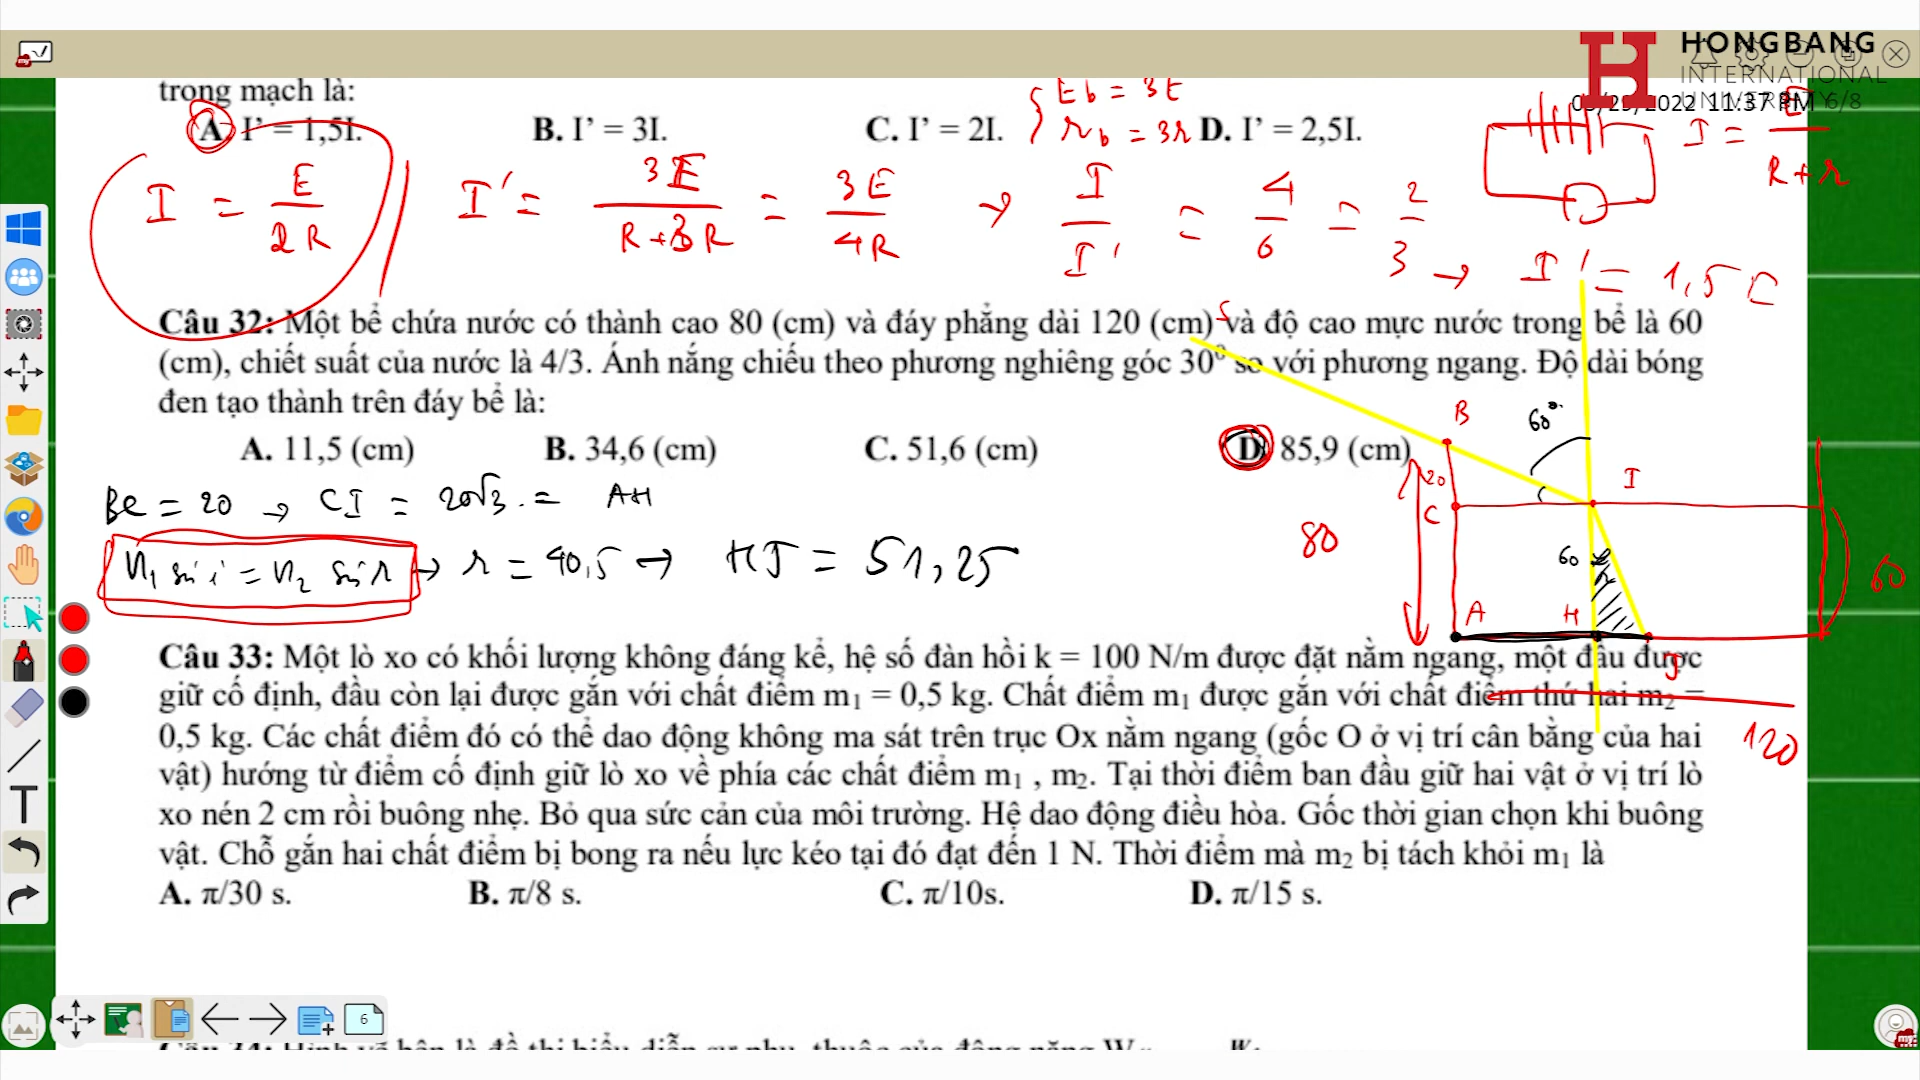 HONGBANG
INTERNATIONAL
UNIVERSITY
2022 11:37 PM 6/8
trong mạch là:
A. I’ = 1,5I.
B. I’ = 3I.
C. I’ = 2I.
D. I’ = 2,5I.
Eb = 3E
rb = 3r
I = E / R+r
I = E / 2R
I' = 3E / R+3R = 3E / 4R → I / I' = 4 / 6 = 2 / 3
→ I' = 1,5 I
Câu 32: Một bể chứa nước có thành cao 80 (cm) và đáy phẳng dài 120 (cm) và độ cao mực nước trong bể là 60
(cm), chiết suất của nước là 4/3. Ánh nắng chiếu theo phương nghiêng góc 30⁰ so với phương ngang. Độ dài bóng
đen tạo thành trên đáy bể là:
A. 11,5 (cm)
B. 34,6 (cm)
C. 51,6 (cm)
D. 85,9 (cm)
S
B
60°
20
I
C
80
60
r
60
A
H
J
120
BC = 20 → CI = 20√3 = AH
n₁ sin i = n₂ sin r → r = 40,5 → HJ = 51,25
Câu 33: Một lò xo có khối lượng không đáng kể, hệ số đàn hồi k = 100 N/m được đặt nằm ngang, một đầu được
giữ cố định, đầu còn lại được gắn với chất điểm m₁ = 0,5 kg. Chất điểm m₁ được gắn với chất điểm thứ hai m₂ =
0,5 kg. Các chất điểm đó có thể dao động không ma sát trên trục Ox nằm ngang (gốc O ở vị trí cân bằng của hai
vật) hướng từ điểm cố định giữ lò xo về phía các chất điểm m₁ , m₂. Tại thời điểm ban đầu giữ hai vật ở vị trí lò
xo nén 2 cm rồi buông nhẹ. Bỏ qua sức cản của môi trường. Hệ dao động điều hòa. Gốc thời gian chọn khi buông
vật. Chỗ gắn hai chất điểm bị bong ra nếu lực kéo tại đó đạt đến 1 N. Thời điểm mà m₂ bị tách khỏi m₁ là
A. π/30 s.
B. π/8 s.
C. π/10s.
D. π/15 s.
6